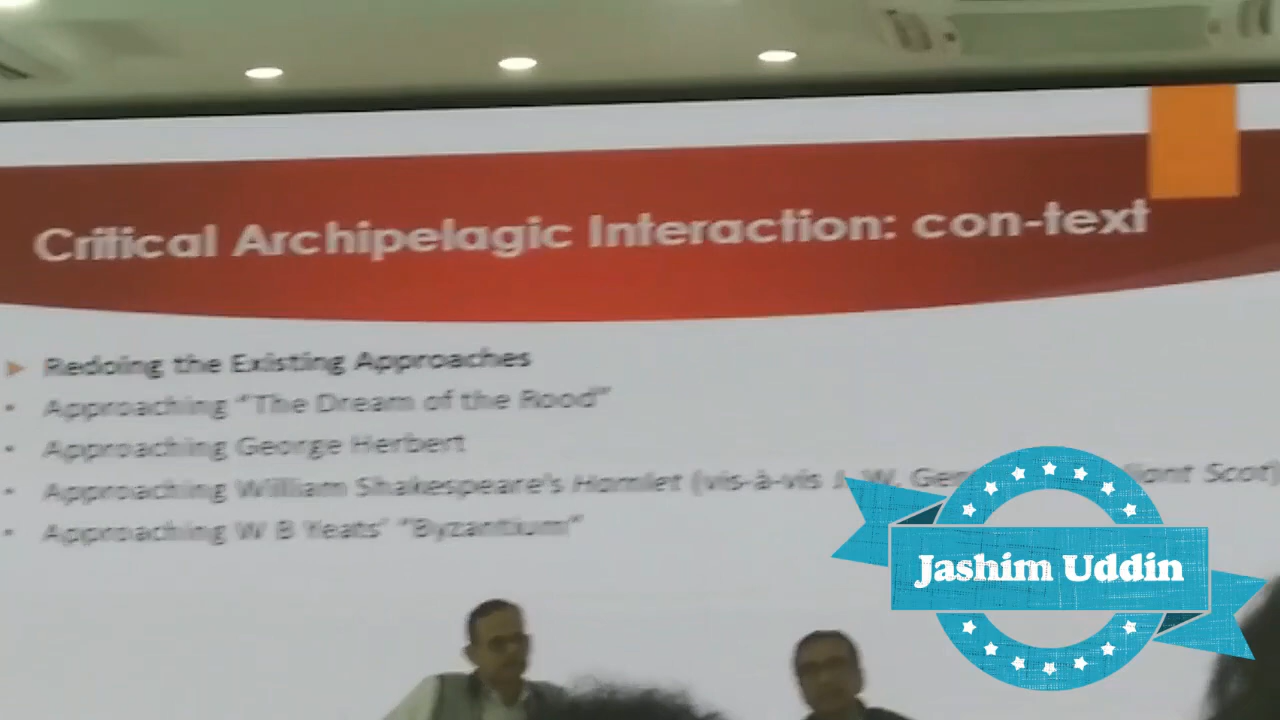 Critical Archipelagic Interaction: con-text
Redoing the Existing Approaches
Approaching "The Dream of the Rood"
Approaching George Herbert
Approaching William Shakespeare's Hamlet (vis-à-vis J. W. Scot)
Approaching W B Yeats' "Byzantium"
Jashim Uddin